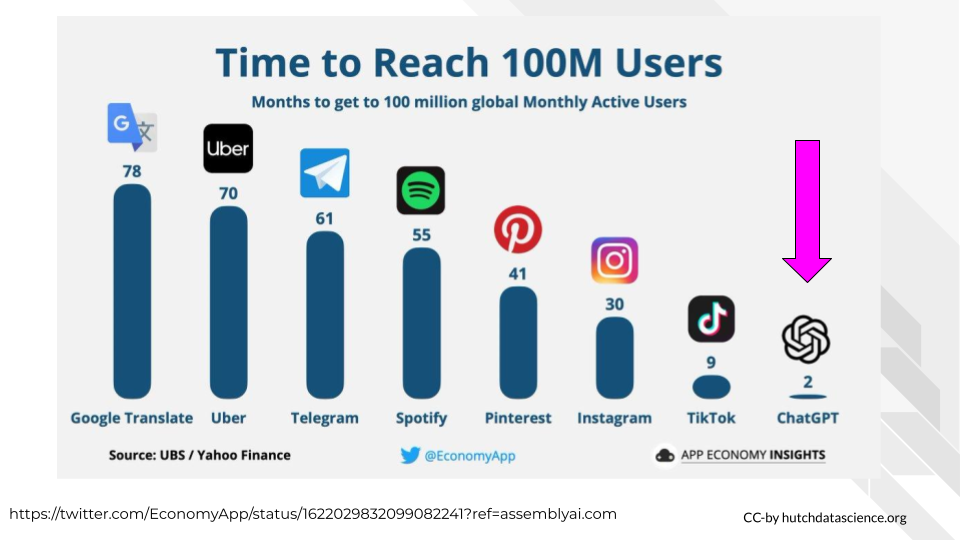 Time to Reach 100M Users
Months to get to 100 million global Monthly Active Users
G 文
Uber
78
70
61
55
41
30
9
2
Google Translate
Uber
Telegram
Spotify
Pinterest
Instagram
TikTok
ChatGPT
Source: UBS / Yahoo Finance
@EconomyApp
APP ECONOMY INSIGHTS
https://twitter.com/EconomyApp/status/1622029832099082241?ref=assemblyai.com
CC-by hutchdatascience.org